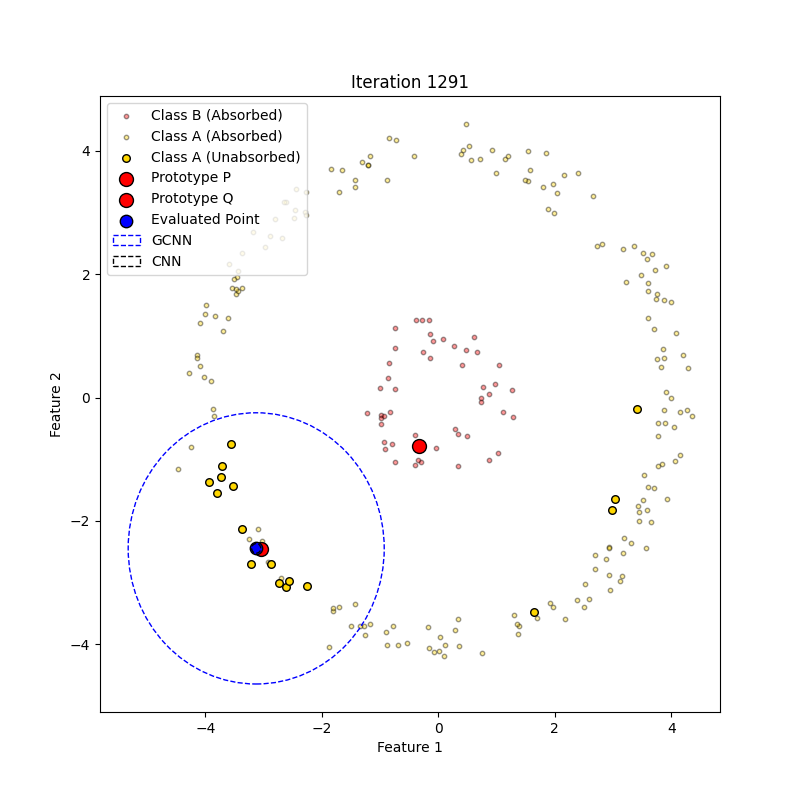 Iteration 1291
Class B (Absorbed)
Class A (Absorbed)
Class A (Unabsorbed)
Prototype P
Prototype Q
Evaluated Point
GCNN
CNN
Feature 2
4
2
0
−2
−4
−4
−2
0
2
4
Feature 1